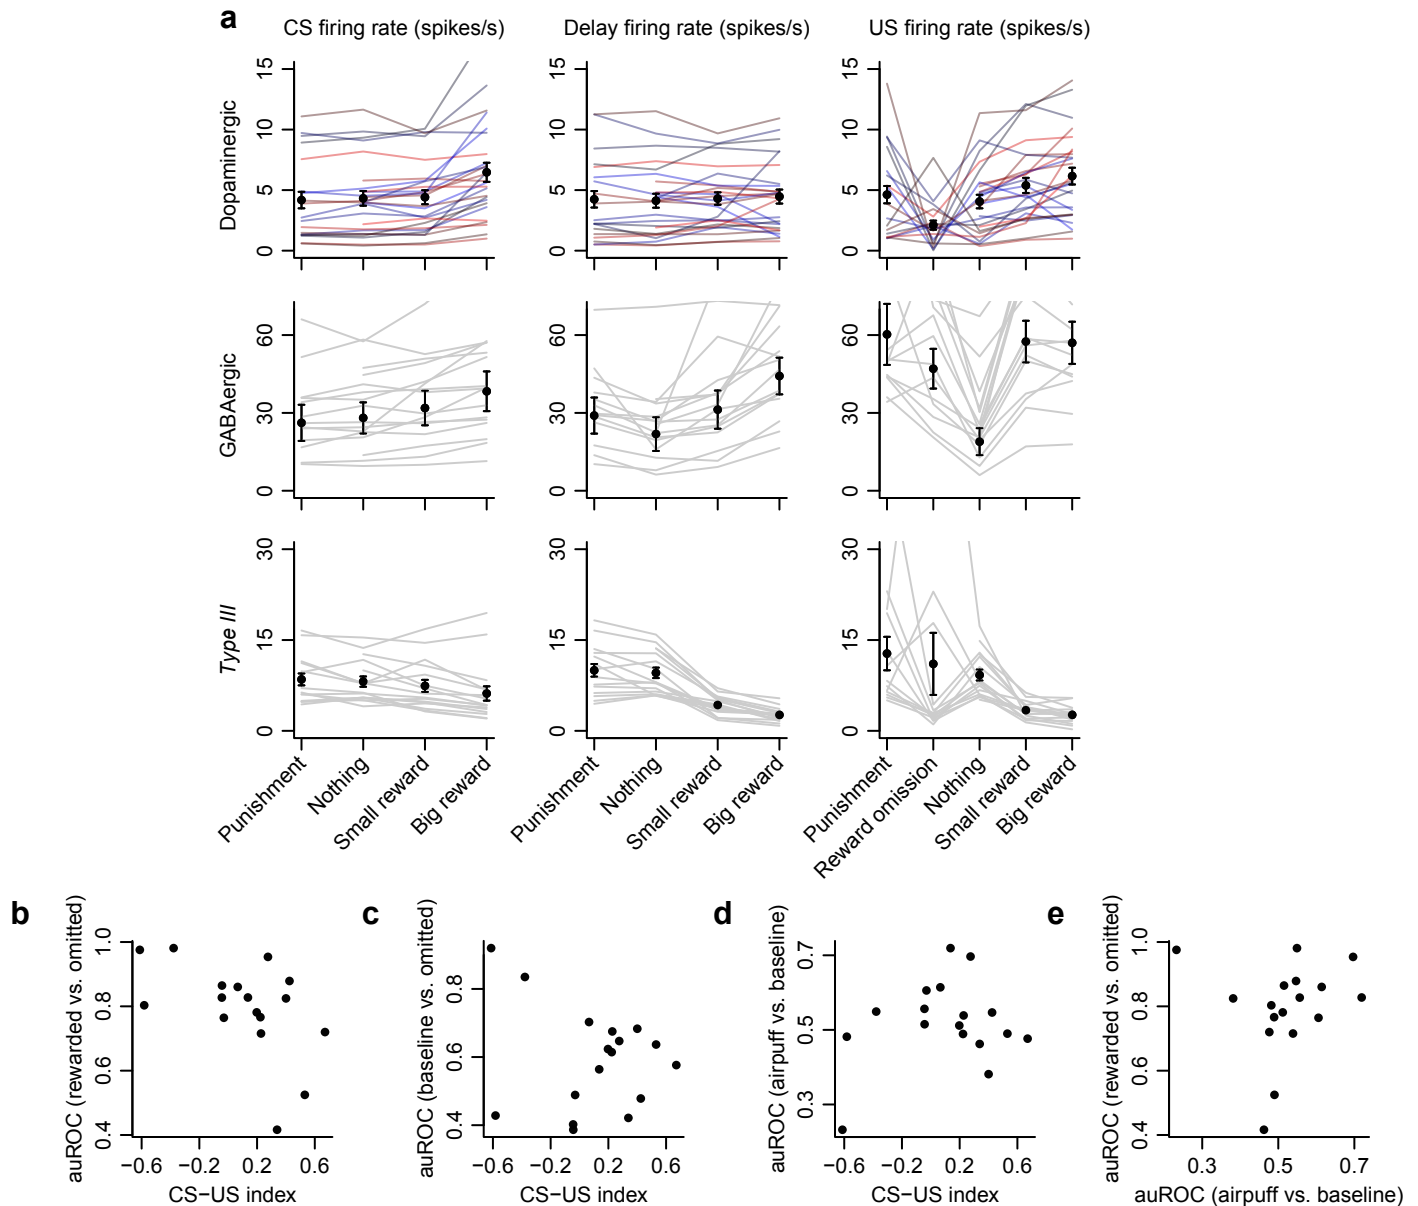 a
CS firing rate (spikes/s)
Delay firing rate (spikes/s)
US firing rate (spikes/s)
Dopaminergic
15
10
5
0
15
10
5
0
15
10
5
0
GABAergic
60
30
0
60
30
0
60
30
0
Type III
30
15
0
30
15
0
30
15
0
Punishment
Nothing
Small reward
Big reward
Punishment
Nothing
Small reward
Big reward
Punishment
Reward omission
Nothing
Small reward
Big reward
b
auROC (rewarded vs. omitted)
1.0
0.8
0.6
0.4
−0.6
−0.2
0.2
0.6
CS−US index
c
auROC (baseline vs. omitted)
0.8
0.6
0.4
−0.6
−0.2
0.2
0.6
CS−US index
d
auROC (airpuff vs. baseline)
0.7
0.5
0.3
−0.6
−0.2
0.2
0.6
CS−US index
e
auROC (rewarded vs. omitted)
1.0
0.8
0.6
0.4
0.3
0.5
0.7
auROC (airpuff vs. baseline)